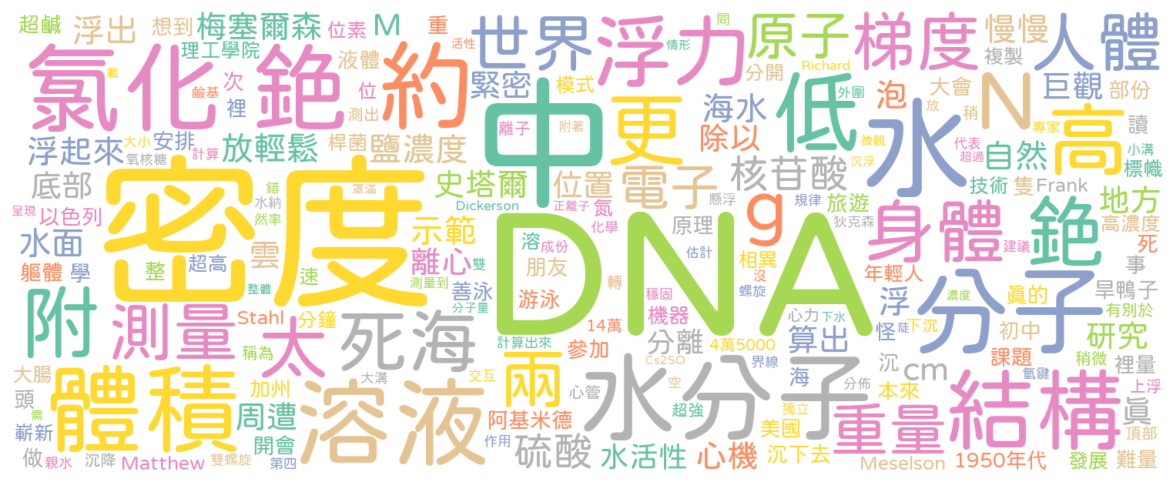 超鹹 浮出 想到 梅塞爾森 位素 M 重 世界 浮力 問 原子 情形 梯度 慢慢 人體
理工學院 液體 活性 分開 Richard 複製
氯化銫 載 鹼基 次 裡 約 緊密 模式 中 海水 低 外圍 泡 大會 巨觀 部份
位 測出 離子 附著 更 除以 放 稍 N 高 讀
浮起來 大小 安排 計算 放輕鬆 桿菌 鹽濃度 微觀 代表 專家 水 自然 小溝 標幟
氧核糖 超過
底部 密度 錯 罩滿 史塔爾 位置 電子 核苷酸 沉浮 技術 隻 Frank 地方
呈現 以色列 水納 然率 正離子 Dickerson 氮 懸浮 規律 旅遊 g 身體 銫 高濃度
水面 雲 示範 化學 原理 狄克森 建議 死
附 軀體 學 超高 整 速 離心 雙 溶 成份 DNA 估計 相異 年輕人 事
測量 整體 測量到 善泳 朋友 轉 沒 浮 分子 濃度 旱鴨子
Stahl 分鐘 太 死海 分子量 游泳 穩固 螺旋 機器 心力 下水 怪 陡 下沉 真的 有別於
稱為 計算出來 14萬 參加 分離 4萬5000 算出 初中 研究
大腸 體積 加州 大溝 溶液 交互 兩 心管 水分子 Cs2SO 界線 海 沉 cm 課題 稍微 裡量
頭 需 周遭 阿基米德 超強 空 分佈 本來 氫鍵 上浮
嶄新 開會 作用 硫酸 獨立 美國 重量 結構 真 頂部
做 親水 沉降 Matthew 雙螺旋 第四 水活性 心機 沉下去 Meselson 1950年代 發展 難量